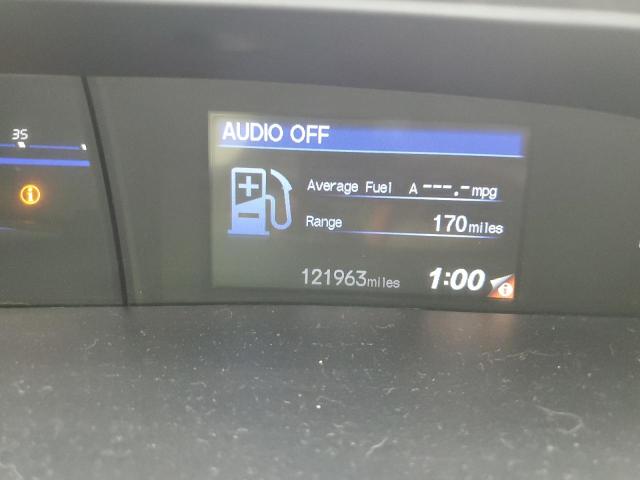 35
AUDIO OFF
Average Fuel A ---.- mpg
Range 170 miles
121963 miles 1:00